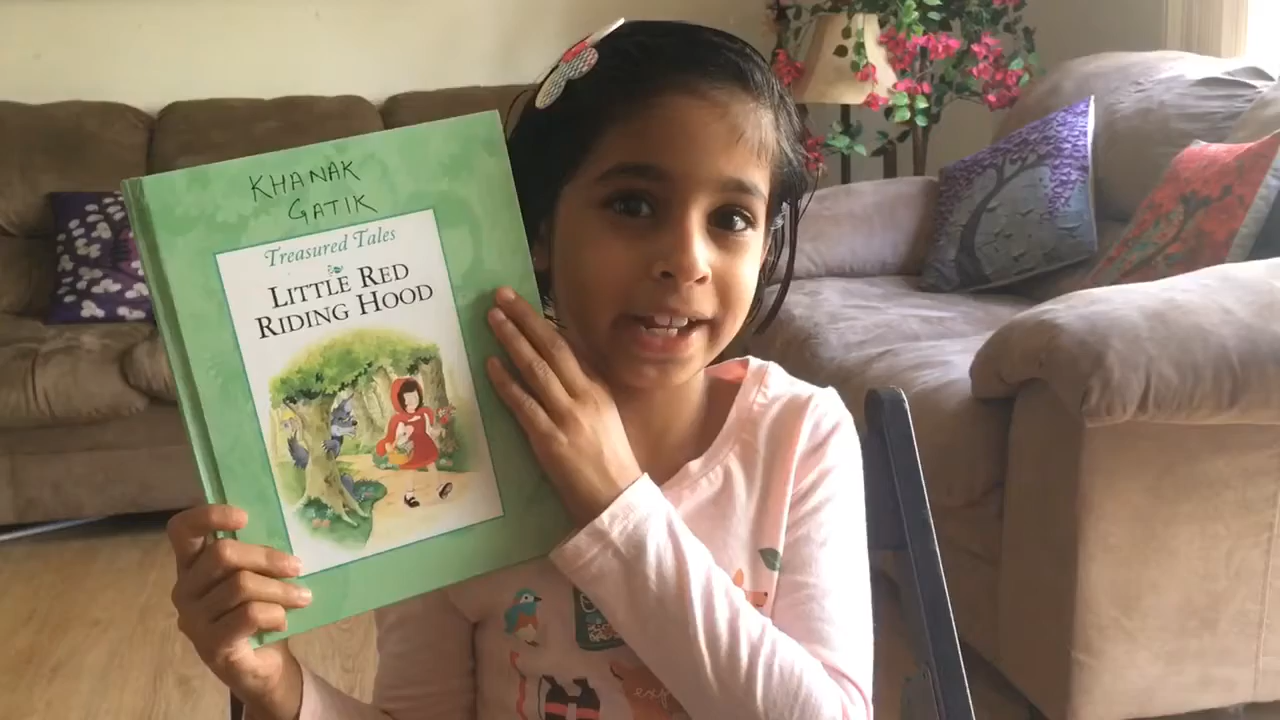 KHANAK
GATIK
Treasured Tales
LITTLE RED
RIDING HOOD